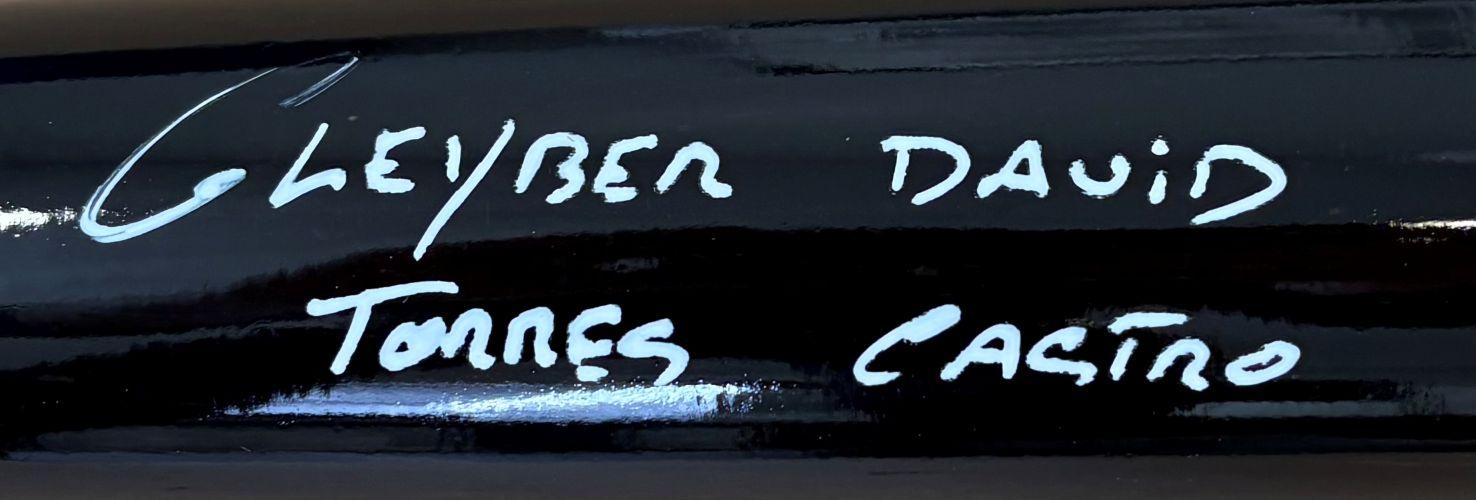 GLEYBER DAViD
TORRES CASTRO